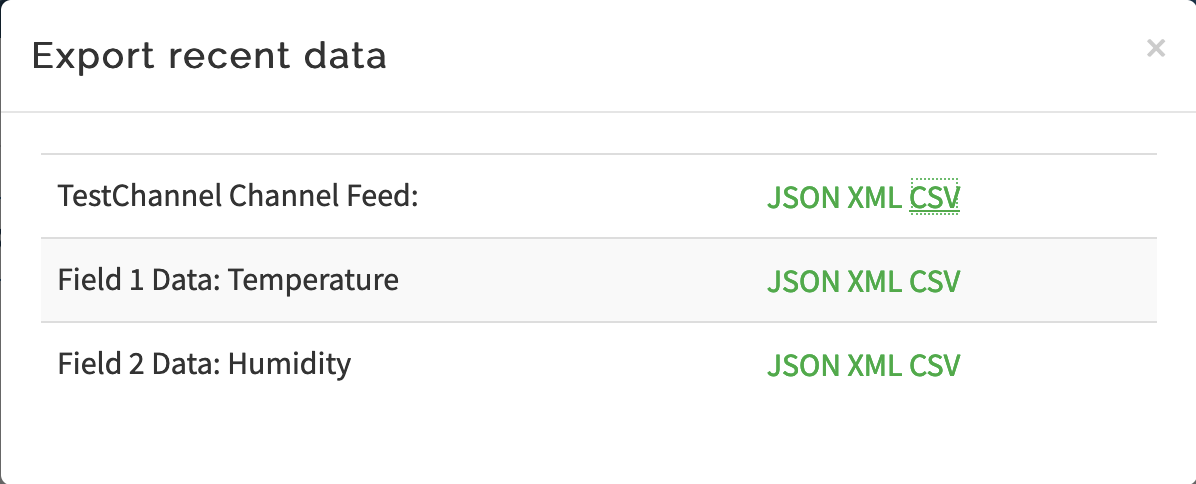 Export recent data
×
TestChannel Channel Feed: JSON XML CSV
Field 1 Data: Temperature JSON XML CSV
Field 2 Data: Humidity JSON XML CSV